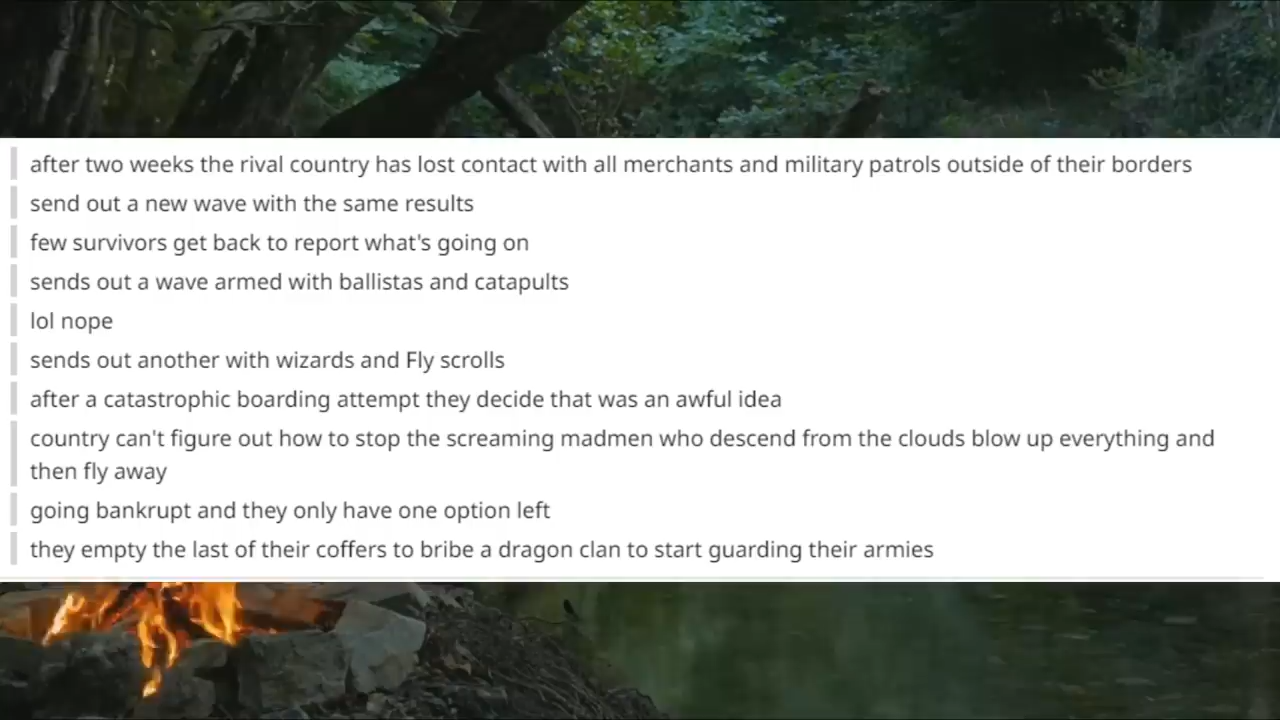 after two weeks the rival country has lost contact with all merchants and military patrols outside of their borders
send out a new wave with the same results
few survivors get back to report what's going on
sends out a wave armed with ballistas and catapults
lol nope
sends out another with wizards and Fly scrolls
after a catastrophic boarding attempt they decide that was an awful idea
country can't figure out how to stop the screaming madmen who descend from the clouds blow up everything and
then fly away
going bankrupt and they only have one option left
they empty the last of their coffers to bribe a dragon clan to start guarding their armies